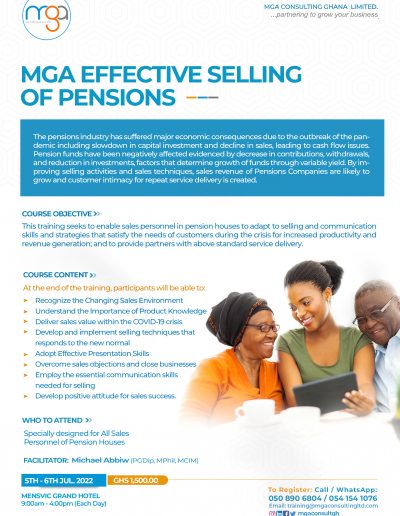 mga
MGA CONSULTING GHANA LIMITED.
...partnering to grow your business
MGA EFFECTIVE SELLING
OF PENSIONS
The pensions industry has suffered major economic consequences due to the outbreak of the pan-
demic including slowdown in capital investment and decline in sales, leading to cash flow issues.
Pension funds have been negatively affected evidenced by decrease in contributions, withdrawals,
and reduction in investments, factors that determine growth of funds through variable yield. By im-
proving selling activities and sales techniques, sales revenue of Pensions Companies are likely to
grow and customer intimacy for repeat service delivery is created.
COURSE OBJECTIVE
This training seeks to enable sales personnel in pension houses to adapt to selling and communication
skills and strategies that satisfy the needs of customers during the crisis for increased productivity and
revenue generation; and to provide partners with above standard service delivery.
COURSE CONTENT
At the end of the training, participants will be able to:
Recognize the Changing Sales Environment
Understand the Importance of Product Knowledge
Deliver sales value within the COVID-19 crisis
Develop and implement selling techniques that
responds to the new normal
Adopt Effective Presentation Skills
Overcome sales objections and close businesses
Employ the essential communication skills
needed for selling
Develop positive attitude for sales success.
WHO TO ATTEND
Specially designed for All Sales
Personnel of Pension Houses
FACILITATOR: Michael Abbiw (PGDip, MPhil, MCIM)
5TH - 6TH JUL. 2022
GHS 1,500.00
MENSVIC GRAND HOTEL
9:00am - 4:00pm (Each Day)
To Register: Call / WhatsApp:
050 890 6804 / 054 154 1076
Email: training@mgaconsultingltd.com
mgaconsultgh